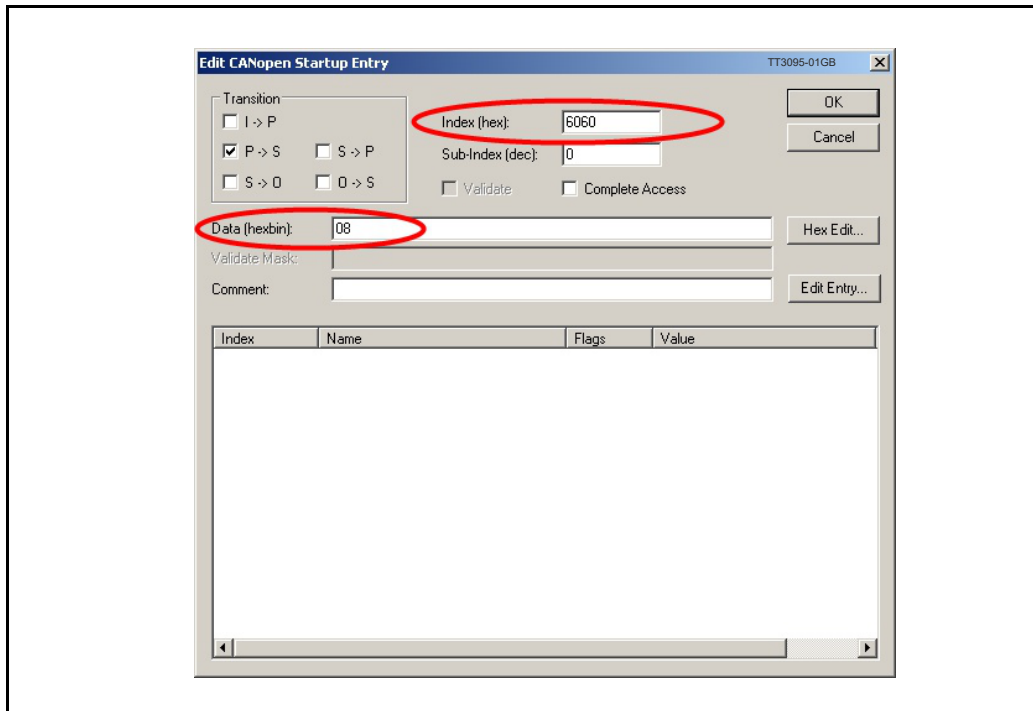 Edit CANopen Startup Entry TT3095-01GB
Transition
I -> P
P -> S S -> P
S -> O O -> S
Index (hex): 6060
Sub-Index (dec): 0
Validate Complete Access
OK
Cancel
Data (hexbin): 08 Hex Edit...
Validate Mask:
Comment: Edit Entry...
Index Name Flags Value